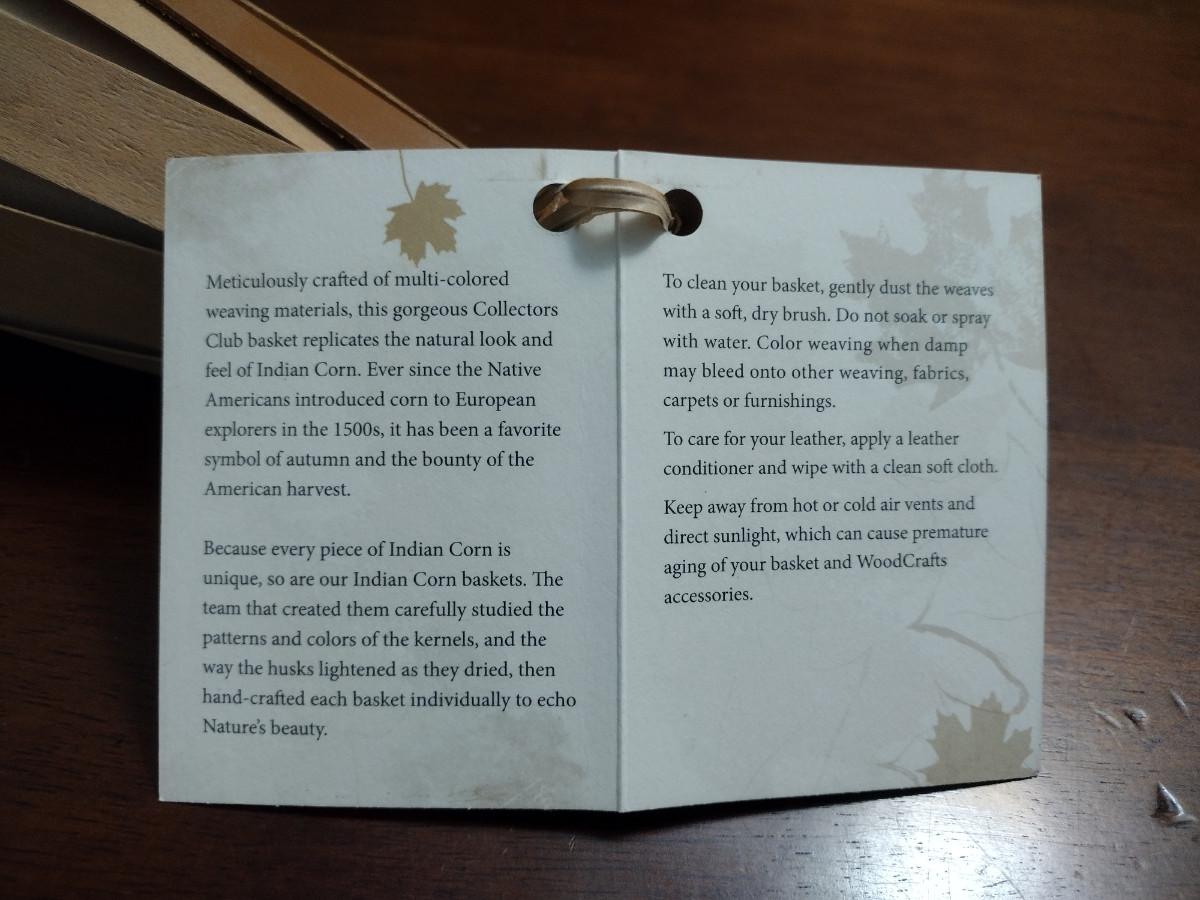 Meticulously crafted of multi-colored
weaving materials, this gorgeous Collectors
Club basket replicates the natural look and
feel of Indian Corn. Ever since the Native
Americans introduced corn to European
explorers in the 1500s, it has been a favorite
symbol of autumn and the bounty of the
American harvest.
Because every piece of Indian Corn is
unique, so are our Indian Corn baskets. The
team that created them carefully studied the
patterns and colors of the kernels, and the
way the husks lightened as they dried, then
hand-crafted each basket individually to echo
Nature's beauty.
To clean your basket, gently dust the weaves
with a soft, dry brush. Do not soak or spray
with water. Color weaving when damp
may bleed onto other weaving, fabrics,
carpets or furnishings.
To care for your leather, apply a leather
conditioner and wipe with a clean soft cloth.
Keep away from hot or cold air vents and
direct sunlight, which can cause premature
aging of your basket and WoodCrafts
accessories.